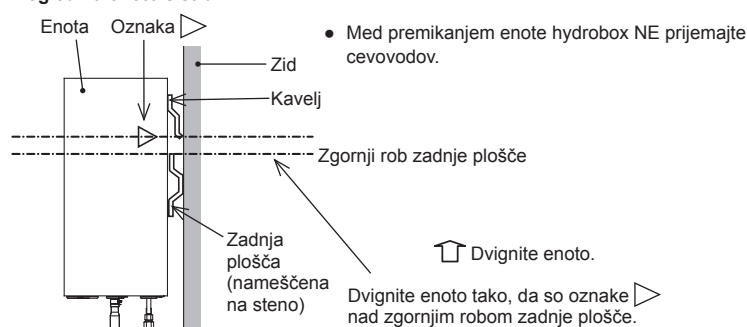 Enota
Oznaka
Zid
Kavelj
Zgornji rob zadnje plošče
Zadnja
plošča
(nameščena
na steno)
● Med premikanjem enote hydrobox NE prijemajte
cevovodov.
Dvignite enoto.
Dvignite enoto tako, da so oznake
nad zgornjim robom zadnje plošče.